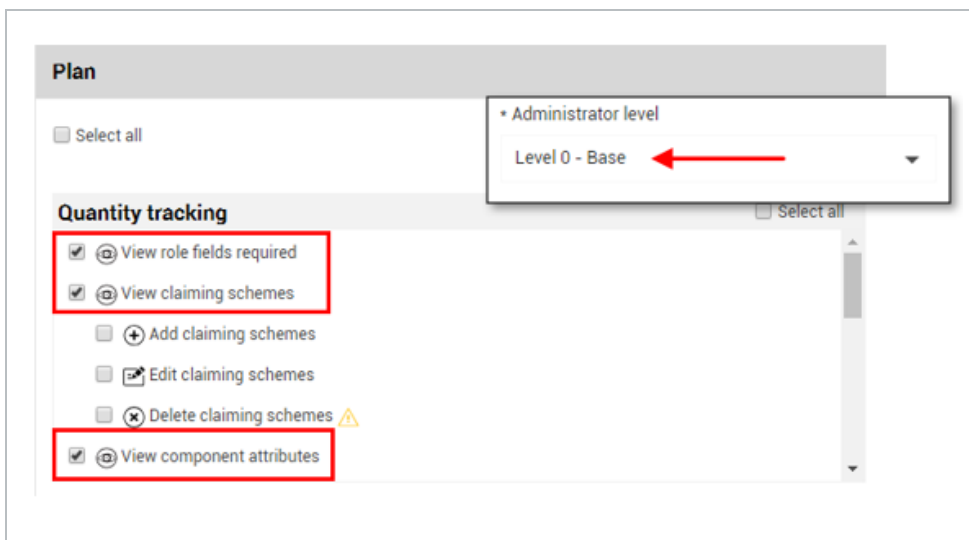 Plan
* Administrator level
Select all
Level 0 - Base
Quantity tracking
Select all
View role fields required
View claiming schemes
Add claiming schemes
Edit claiming schemes
Delete claiming schemes
View component attributes